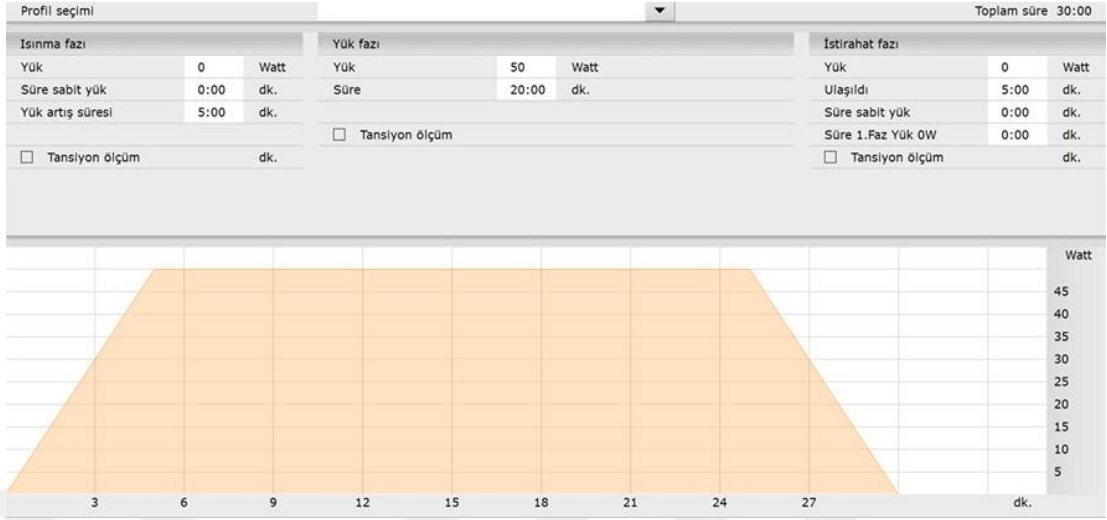 Profil seçimi Toplam süre 30:00
Isınma fazı
Yük 0 Watt
Süre sabit yük 0:00 dk.
Yük artış süresi 5:00 dk.
Tansiyon ölçüm dk.
Yük fazı
Yük 50 Watt
Süre 20:00 dk.
Tansiyon ölçüm
İstirahat fazı
Yük 0 Watt
Ulaşıldı 5:00 dk.
Süre sabit yük 0:00 dk.
Süre 1.Faz Yük 0W 0:00 dk.
Tansiyon ölçüm dk.
Watt
45
40
35
30
25
20
15
10
5
3 6 9 12 15 18 21 24 27 dk.